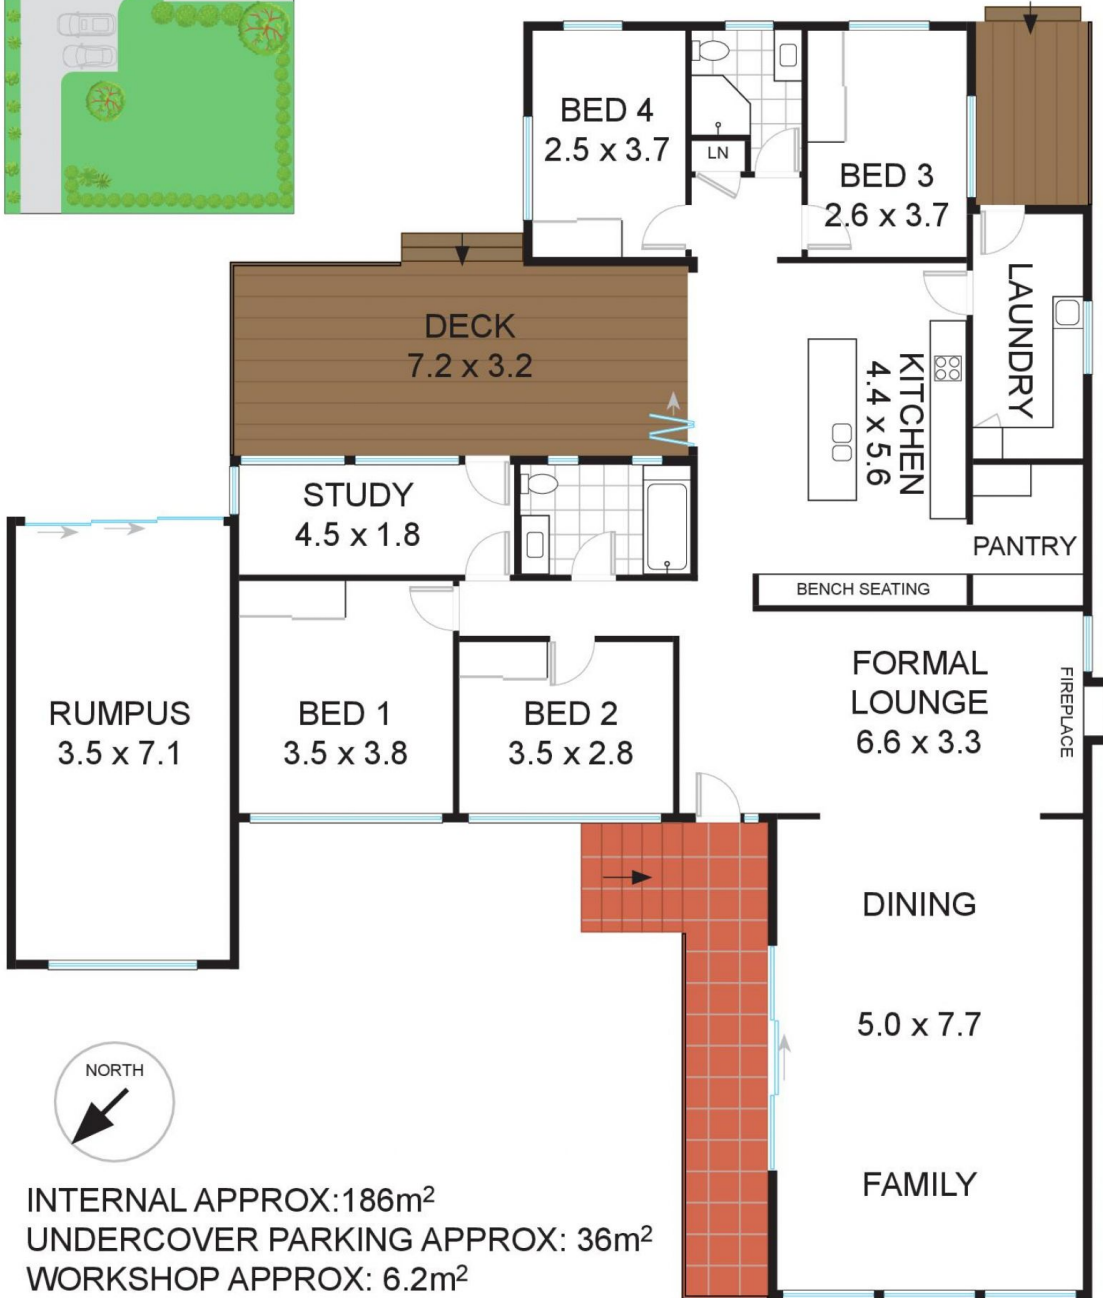 BED 4
2.5 x 3.7
LN
BED 3
2.6 x 3.7
LAUNDRY
DECK
7.2 x 3.2
KITCHEN
4.4 x 5.6
STUDY
4.5 x 1.8
PANTRY
BENCH SEATING
RUMPUS
3.5 x 7.1
BED 1
3.5 x 3.8
BED 2
3.5 x 2.8
FORMAL
LOUNGE
6.6 x 3.3
FIREPLACE
DINING
5.0 x 7.7
FAMILY
NORTH
INTERNAL APPROX:186m²
UNDERCOVER PARKING APPROX: 36m²
WORKSHOP APPROX: 6.2m²